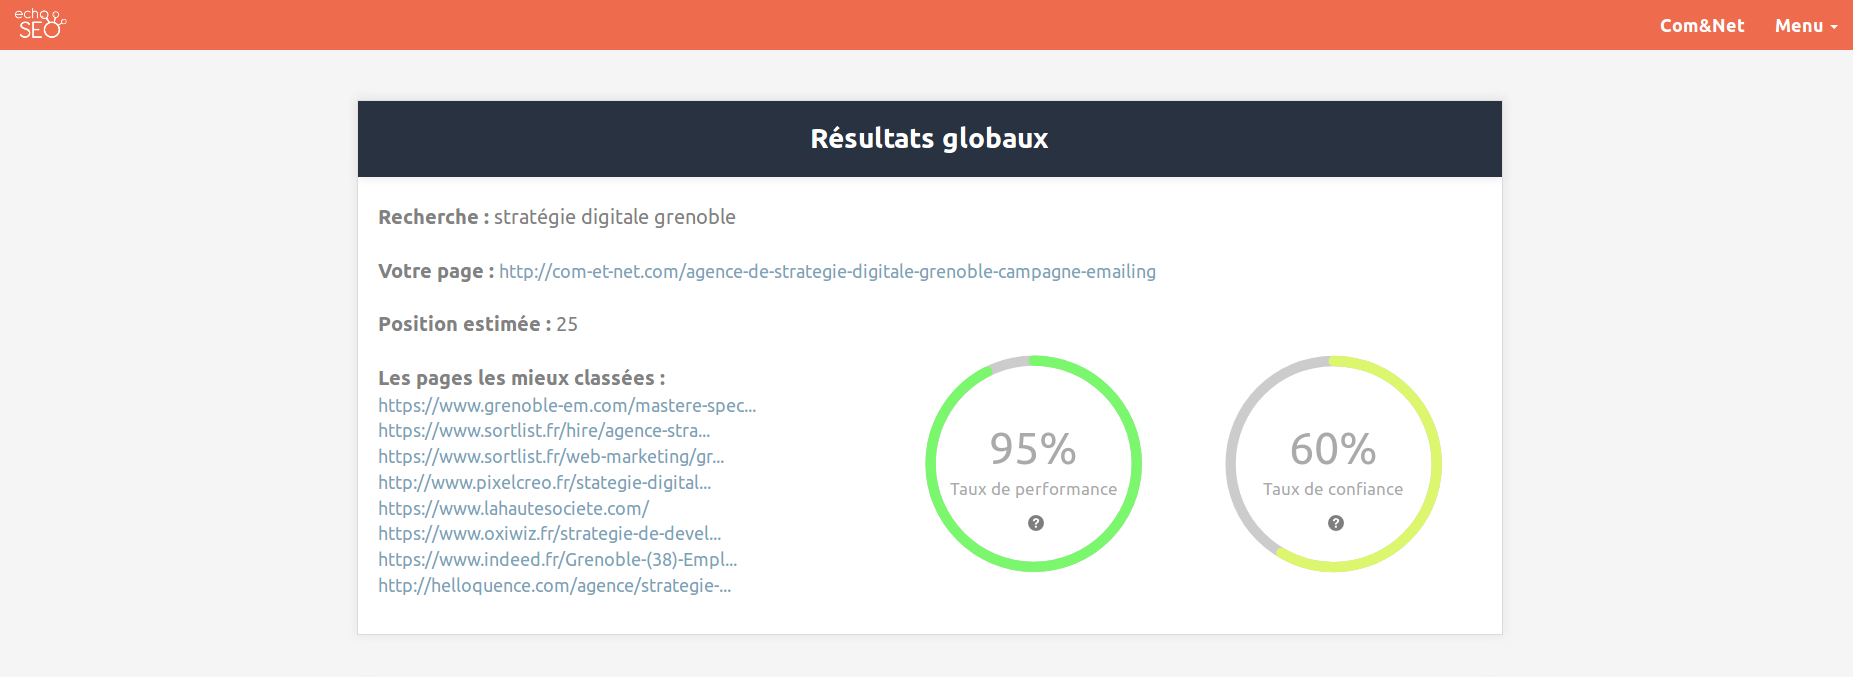 echo
SEO
Com&Net
Menu
Résultats globaux
Recherche : stratégie digitale grenoble
Votre page : http://com-et-net.com/agence-de-strategie-digitale-grenoble-campagne-emailing
Position estimée : 25
Les pages les mieux classées :
https://www.grenoble-em.com/mastere-spec...
https://www.sortlist.fr/hire/agence-stra...
https://www.sortlist.fr/web-marketing/gr...
http://www.pixelcreo.fr/stategie-digital...
https://www.lahautesociete.com/
https://www.oxiwiz.fr/strategie-de-devel...
https://www.indeed.fr/Grenoble-(38)-Empl...
http://helloquence.com/agence/strategie-...
95%
Taux de performance
?
60%
Taux de confiance
?